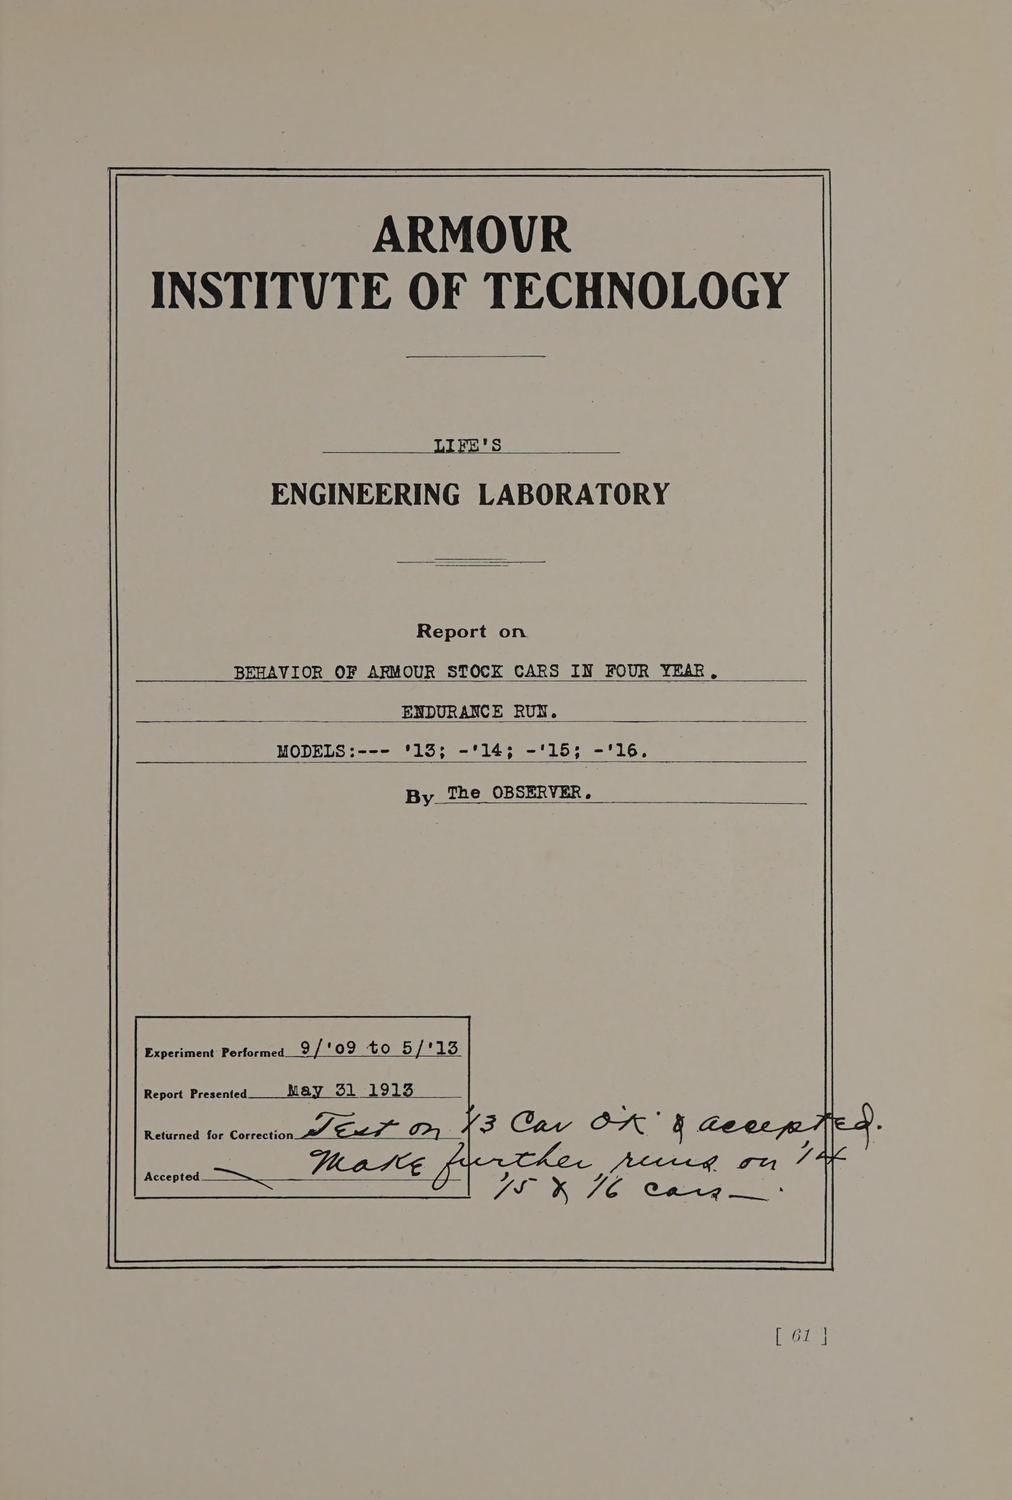 ARMOUR
INSTITUTE OF TECHNOLOGY
LIFE'S
ENGINEERING LABORATORY
Report on
BEHAVIOR OF ARMOUR STOCK CARS IN FOUR YEAR.
ENDURANCE RUN.
MODELS:--- '13; -'14; -'15; -'16.
By The OBSERVER.
Experiment Performed 9/'09 to 5/'13
Report Presented May 31 1913
Returned for Correction Test on '13 Car O.K. & accepted.
Make further runs on '14
Accepted
'15 & '16 cars—.
[ 61 ]